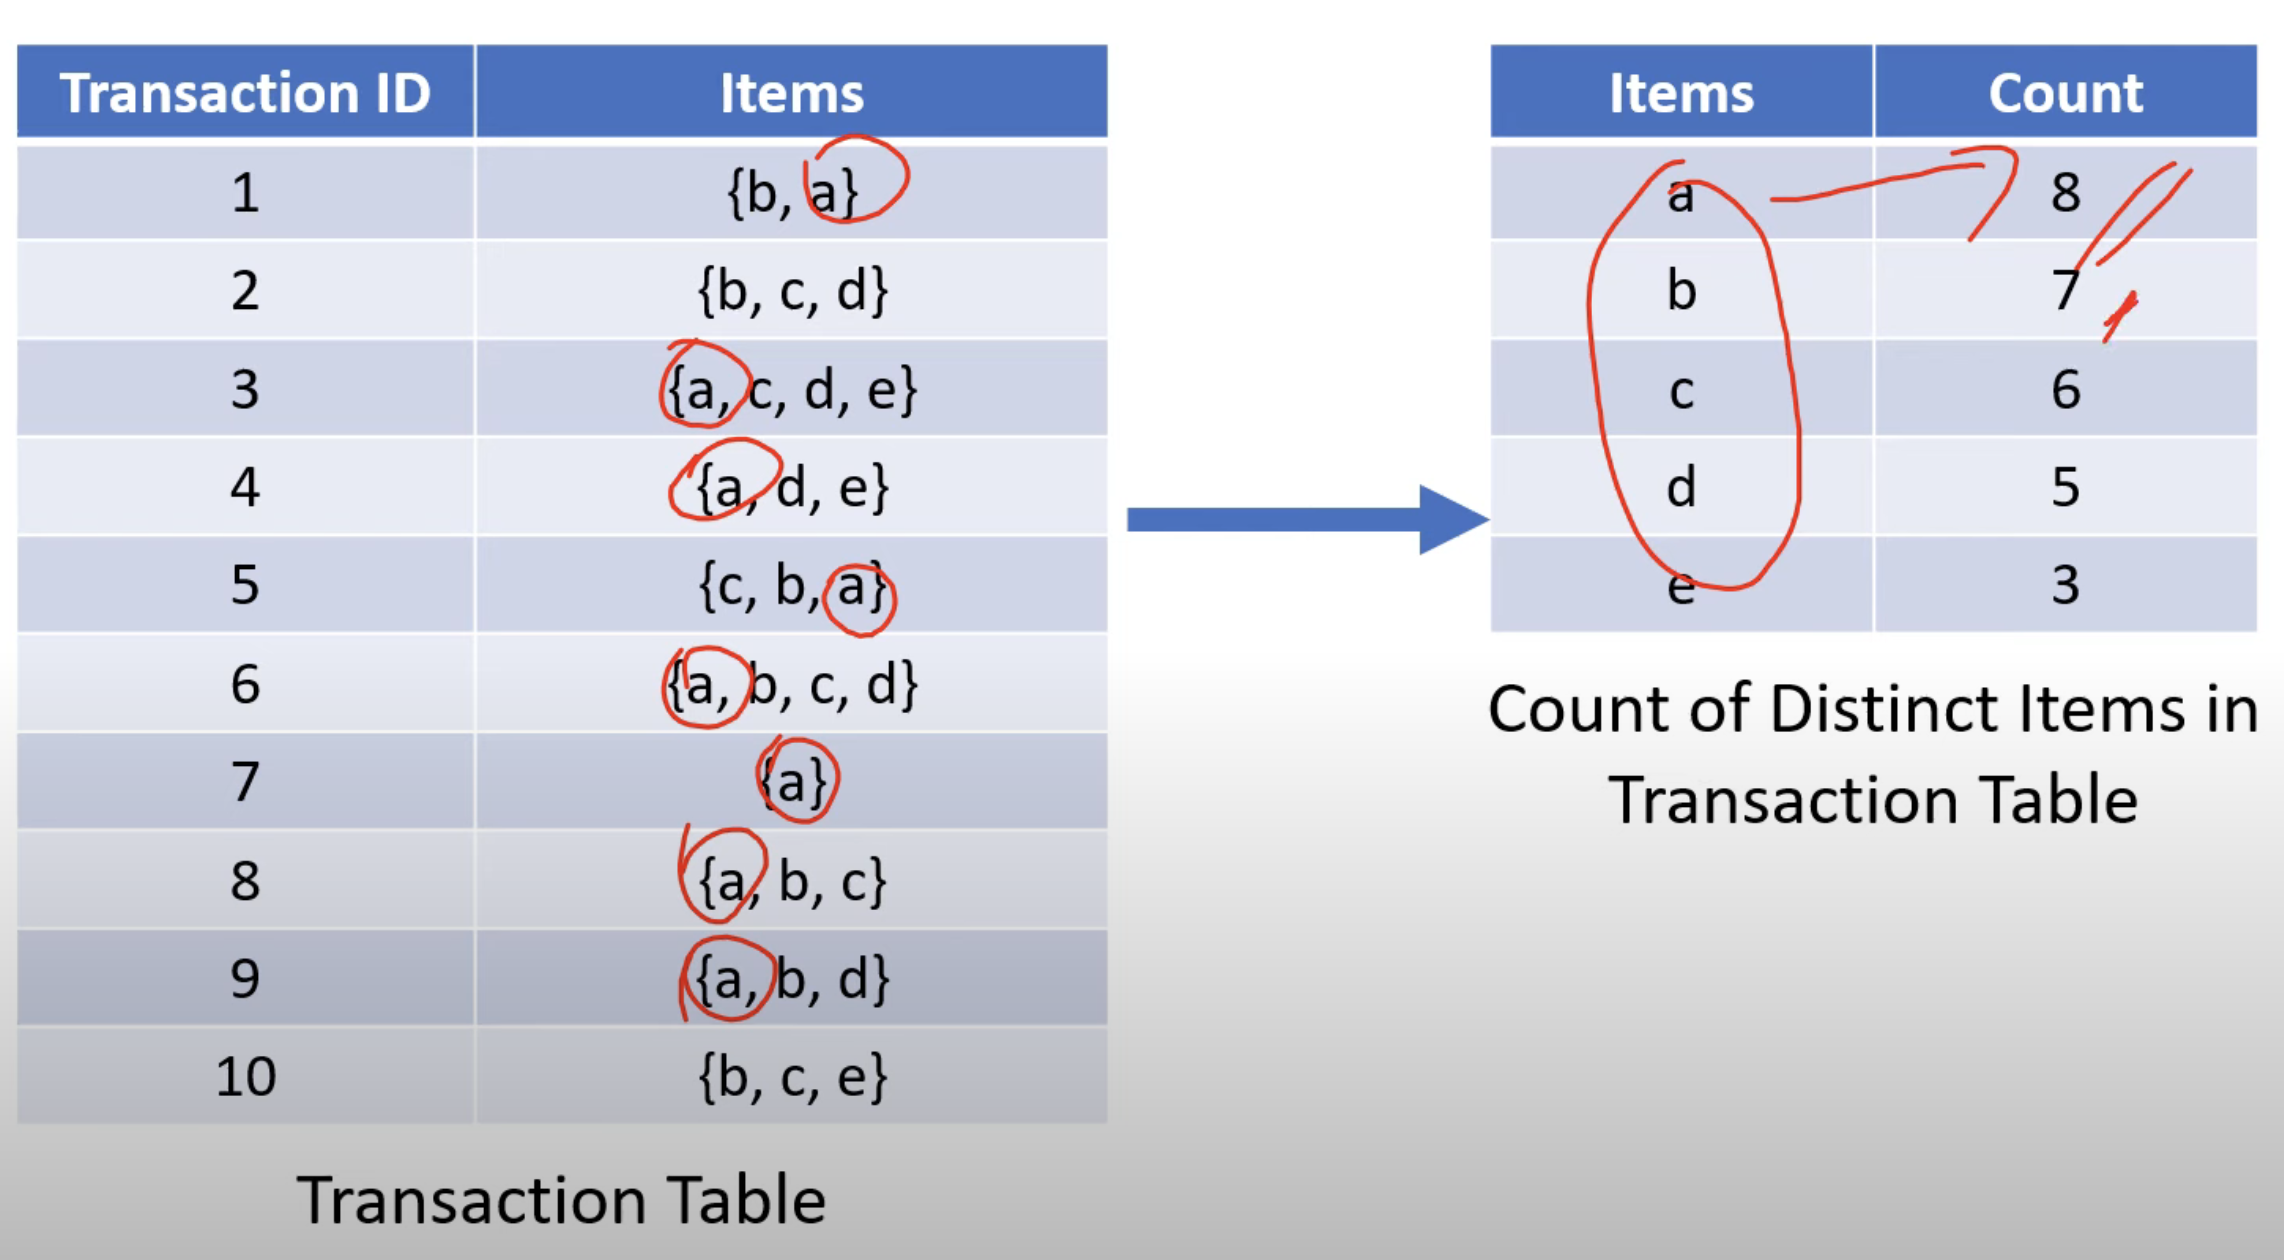 Transaction ID Items
1 {b, a}
2 {b, c, d}
3 {a, c, d, e}
4 {a, d, e}
5 {c, b, a}
6 {a, b, c, d}
7 {a}
8 {a, b, c}
9 {a, b, d}
10 {b, c, e}
Transaction Table
Items Count
a 8
b 7
c 6
d 5
e 3
Count of Distinct Items in
Transaction Table